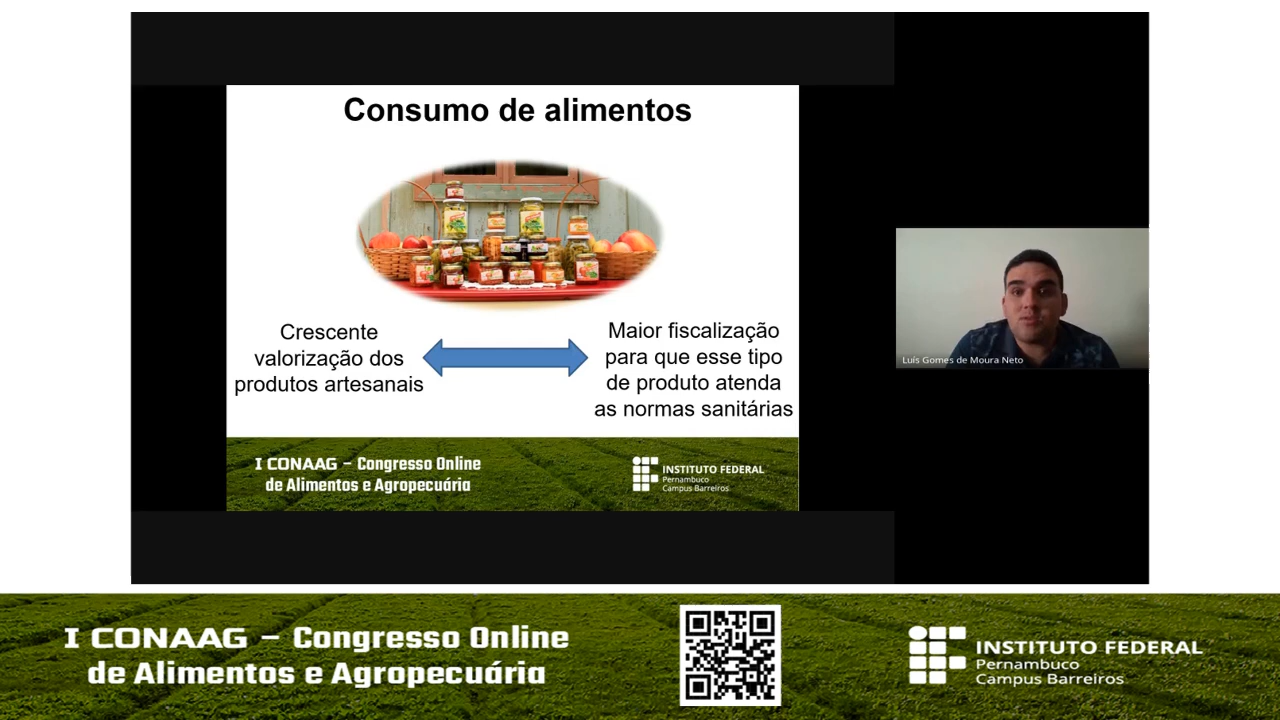 Consumo de alimentos
Crescente
valorização dos
produtos artesanais
Maior fiscalização
para que esse tipo
de produto atenda
as normas sanitárias
I CONAAG – Congresso Online
de Alimentos e Agropecuária
INSTITUTO FEDERAL
Pernambuco
Campus Barreiros
Luís Gomes de Moura Neto
I CONAAG – Congresso Online
de Alimentos e Agropecuária
INSTITUTO FEDERAL
Pernambuco
Campus Barreiros